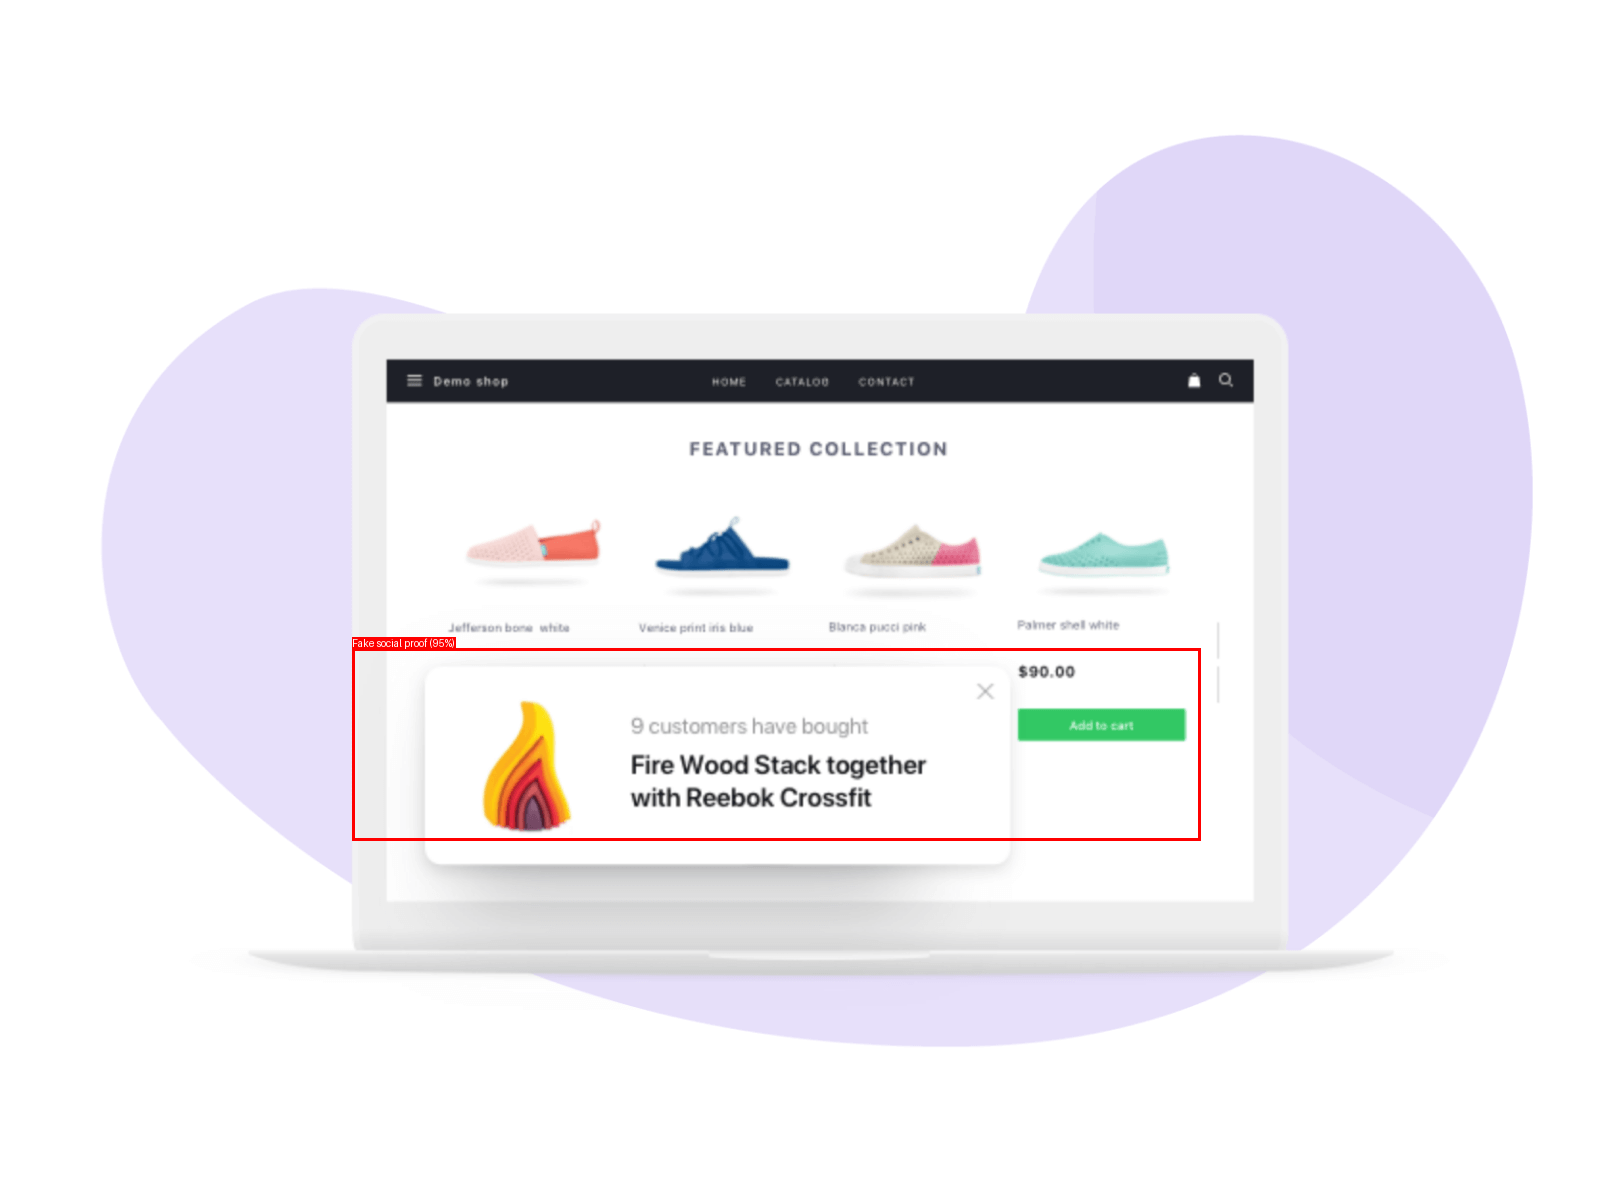 Demo shop
HOME CATALOG CONTACT
FEATURED COLLECTION
Jefferson bone white
Venice print iris blue
Blanca pucci pink
Palmer shell white
Fake social proof (95%)
$90.00
Add to cart
9 customers have bought
Fire Wood Stack together
with Reebok Crossfit